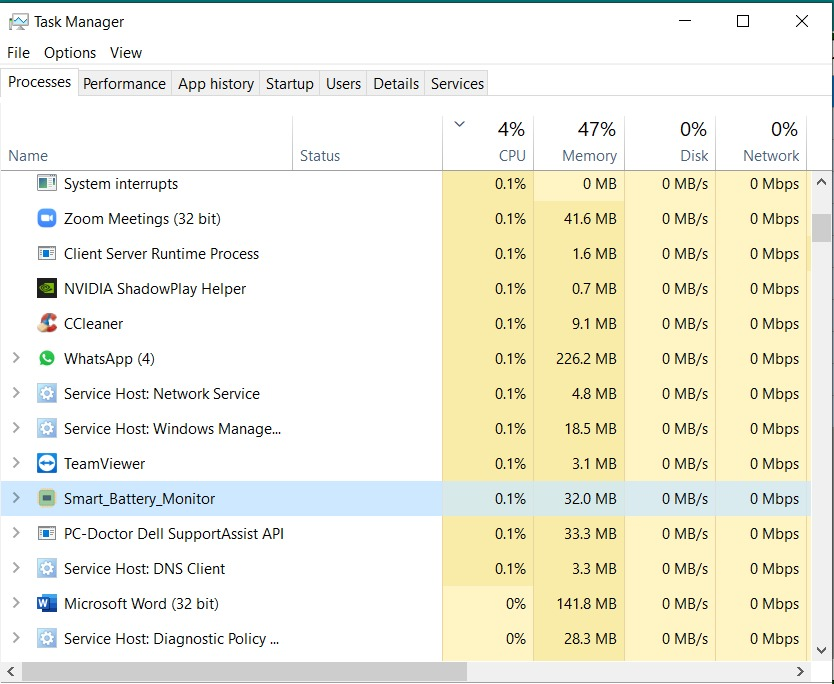 Task Manager
File Options View
Processes Performance App history Startup Users Details Services
4% 47% 0% 0%
Name Status CPU Memory Disk Network
System interrupts 0.1% 0 MB 0 MB/s 0 Mbps
Zoom Meetings (32 bit) 0.1% 41.6 MB 0 MB/s 0 Mbps
Client Server Runtime Process 0.1% 1.6 MB 0 MB/s 0 Mbps
NVIDIA ShadowPlay Helper 0.1% 0.7 MB 0 MB/s 0 Mbps
CCleaner 0.1% 9.1 MB 0 MB/s 0 Mbps
WhatsApp (4) 0.1% 226.2 MB 0 MB/s 0 Mbps
Service Host: Network Service 0.1% 4.8 MB 0 MB/s 0 Mbps
Service Host: Windows Manage... 0.1% 18.5 MB 0 MB/s 0 Mbps
TeamViewer 0.1% 3.1 MB 0 MB/s 0 Mbps
Smart_Battery_Monitor 0.1% 32.0 MB 0 MB/s 0 Mbps
PC-Doctor Dell SupportAssist API 0.1% 33.3 MB 0 MB/s 0 Mbps
Service Host: DNS Client 0.1% 3.3 MB 0 MB/s 0 Mbps
W Microsoft Word (32 bit) 0% 141.8 MB 0 MB/s 0 Mbps
Service Host: Diagnostic Policy ... 0% 28.3 MB 0 MB/s 0 Mbps